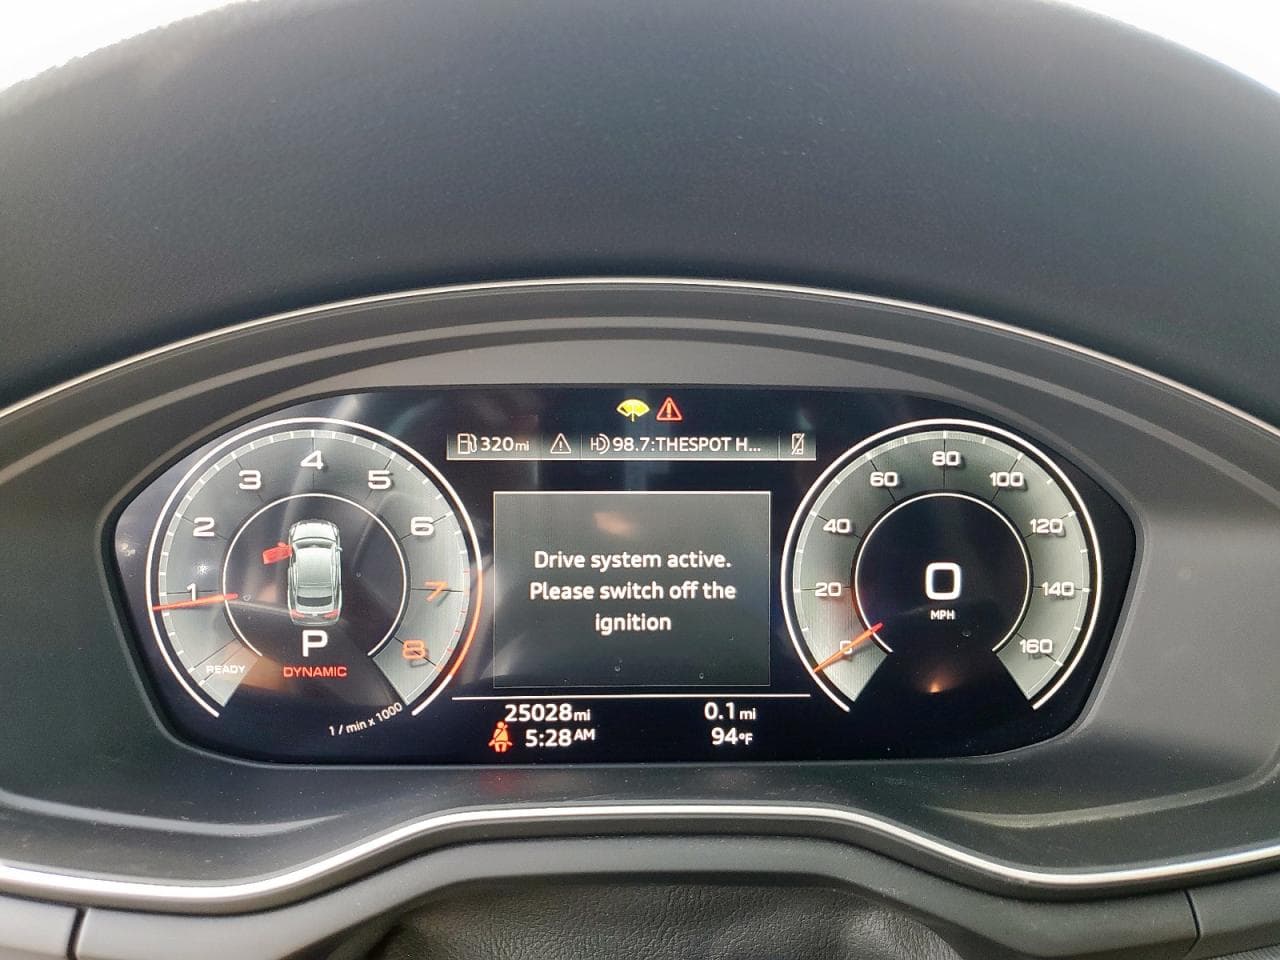 320mi
98.7:THESPOT H...
1
2
3
4
5
6
7
8
READY
P
DYNAMIC
1 / min x 1000
Drive system active.
Please switch off the
ignition
0
20
40
60
80
100
120
140
160
0
MPH
25028mi
0.1mi
5:28AM
94°F